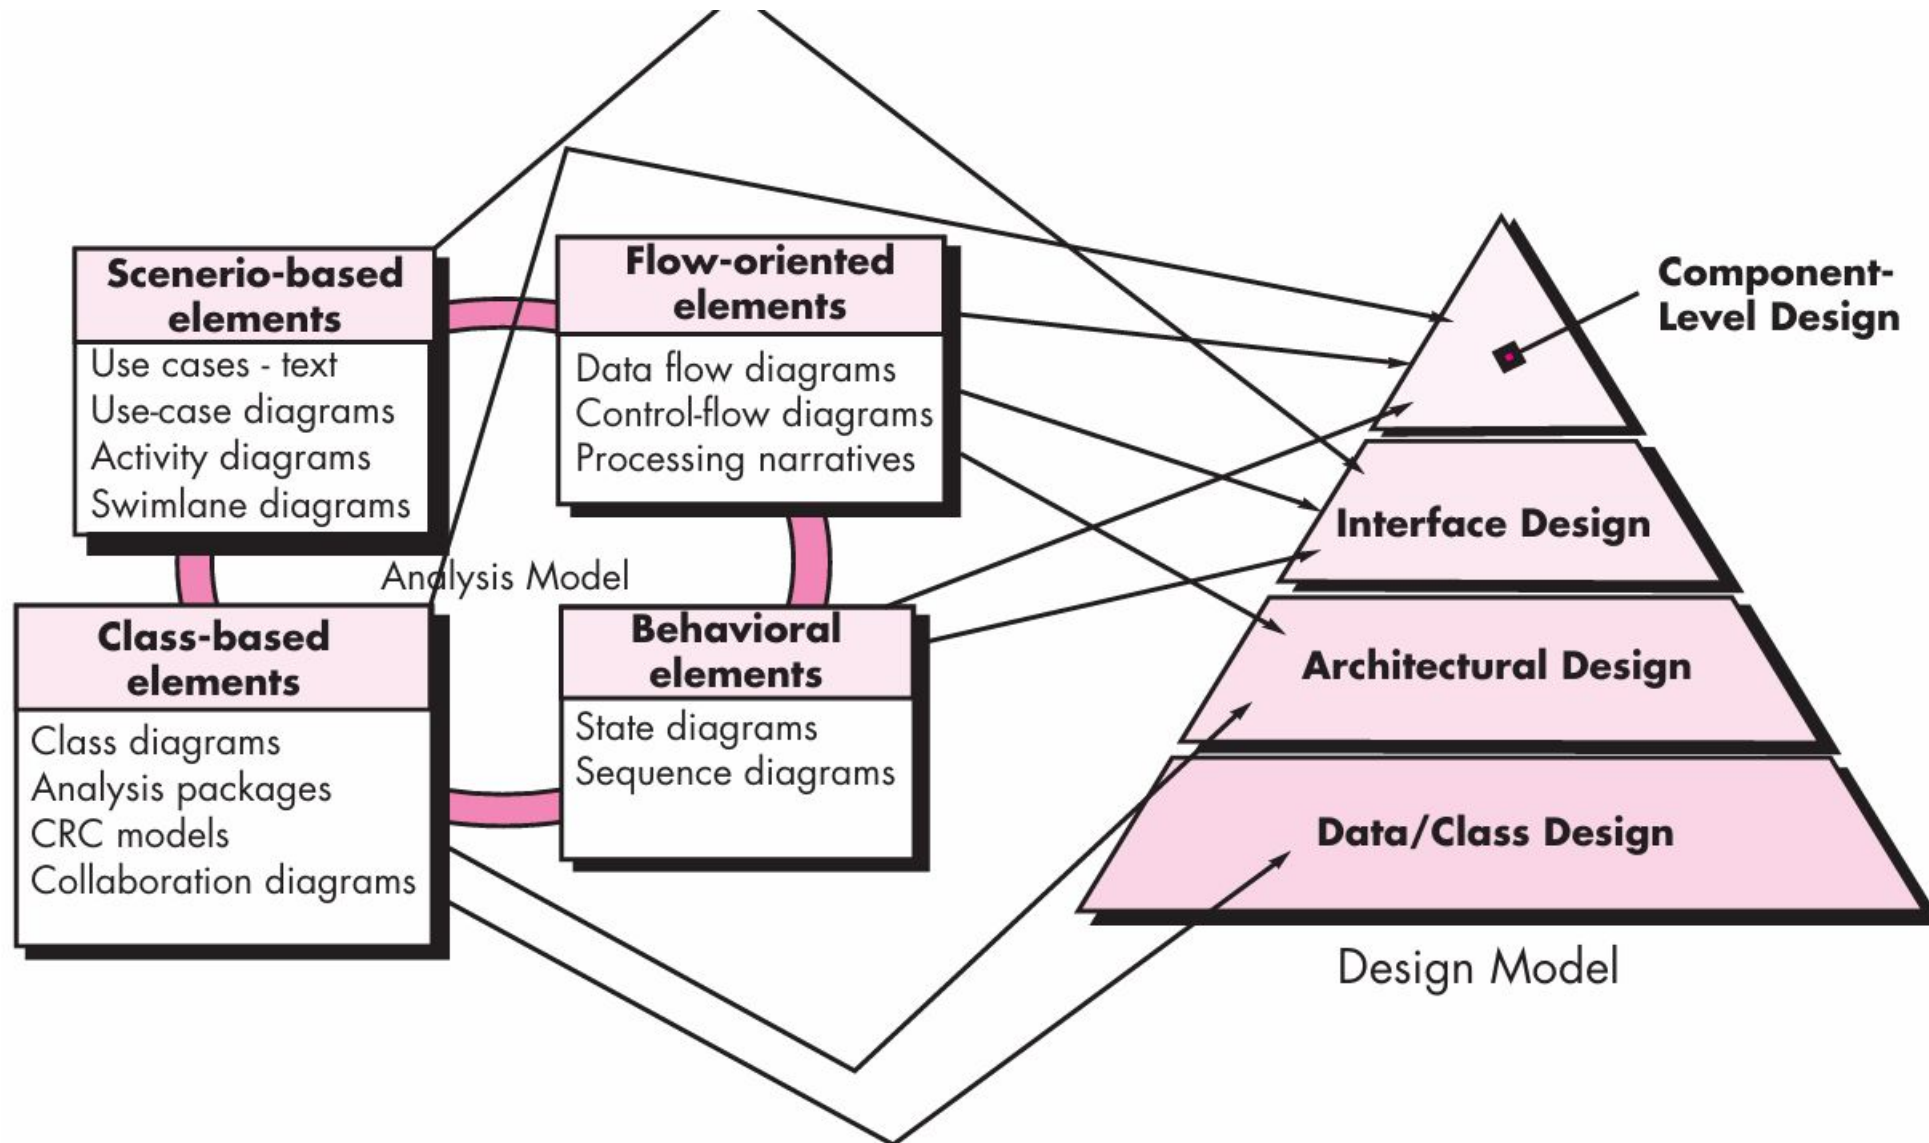 Scenerio-based
elements
Use cases - text
Use-case diagrams
Activity diagrams
Swimlane diagrams
Flow-oriented
elements
Data flow diagrams
Control-flow diagrams
Processing narratives
Analysis Model
Class-based
elements
Class diagrams
Analysis packages
CRC models
Collaboration diagrams
Behavioral
elements
State diagrams
Sequence diagrams
Component-
Level Design
Interface Design
Architectural Design
Data/Class Design
Design Model